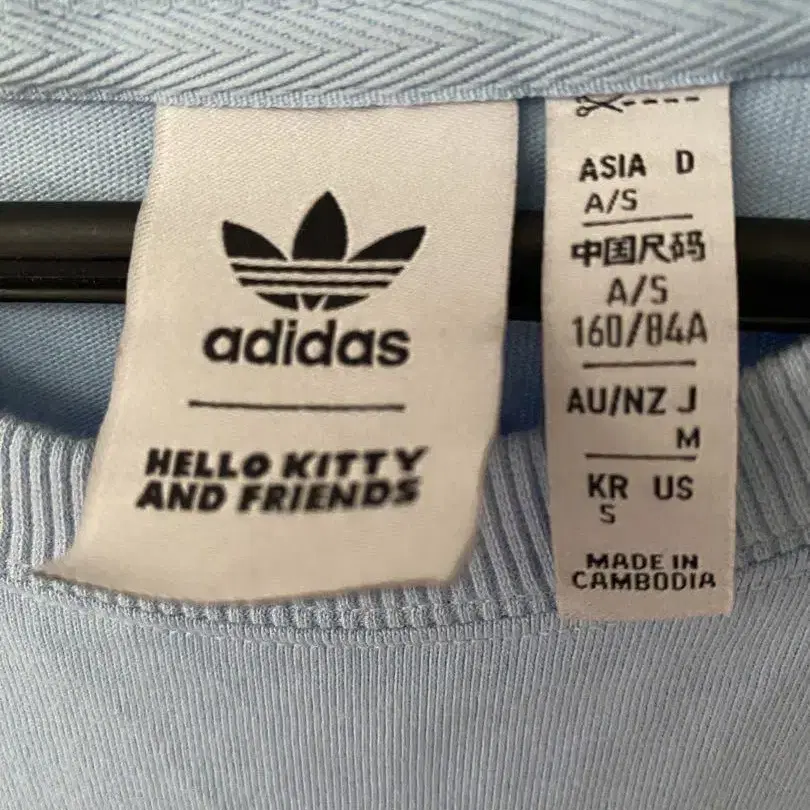 adidas
HELLO KITTY
AND FRIENDS
ASIA D
A/S
中国尺码
A/S
160/84A
AU/NZ J
M
KR US
S
MADE IN
CAMBODIA